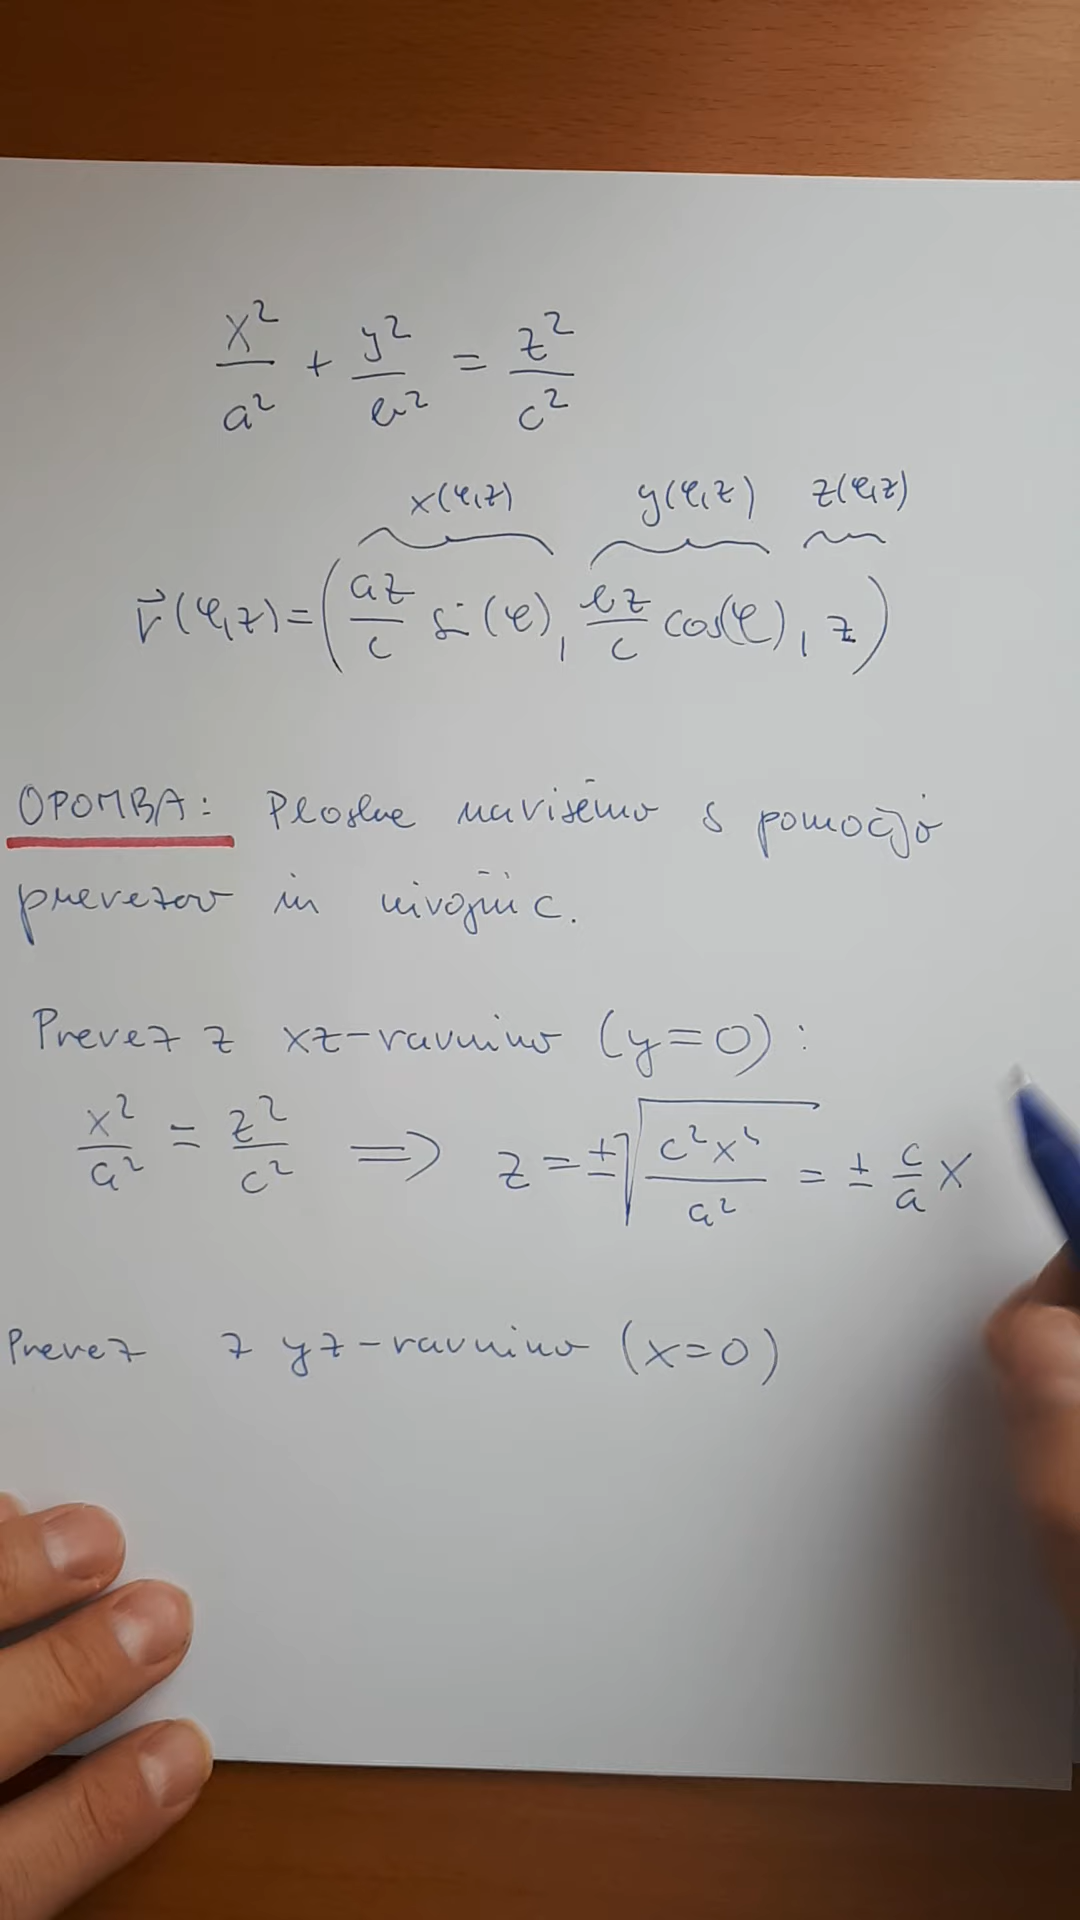 x²/a² + y²/b² = z²/c²
x(φ,z) y(φ,z) z(φ,z)
r⃗(φ,z) = (az/c sin(φ), bz/c cos(φ), z)
OPOMBA: Ploskve narišemo s pomočjo
prerezov in nivojnic.
Prerez z xz-ravnino (y=0):
x²/a² = z²/c² ⟹ z = ±√(c²x²/a²) = ± c/a x
Prerez z yz-ravnino (x=0)